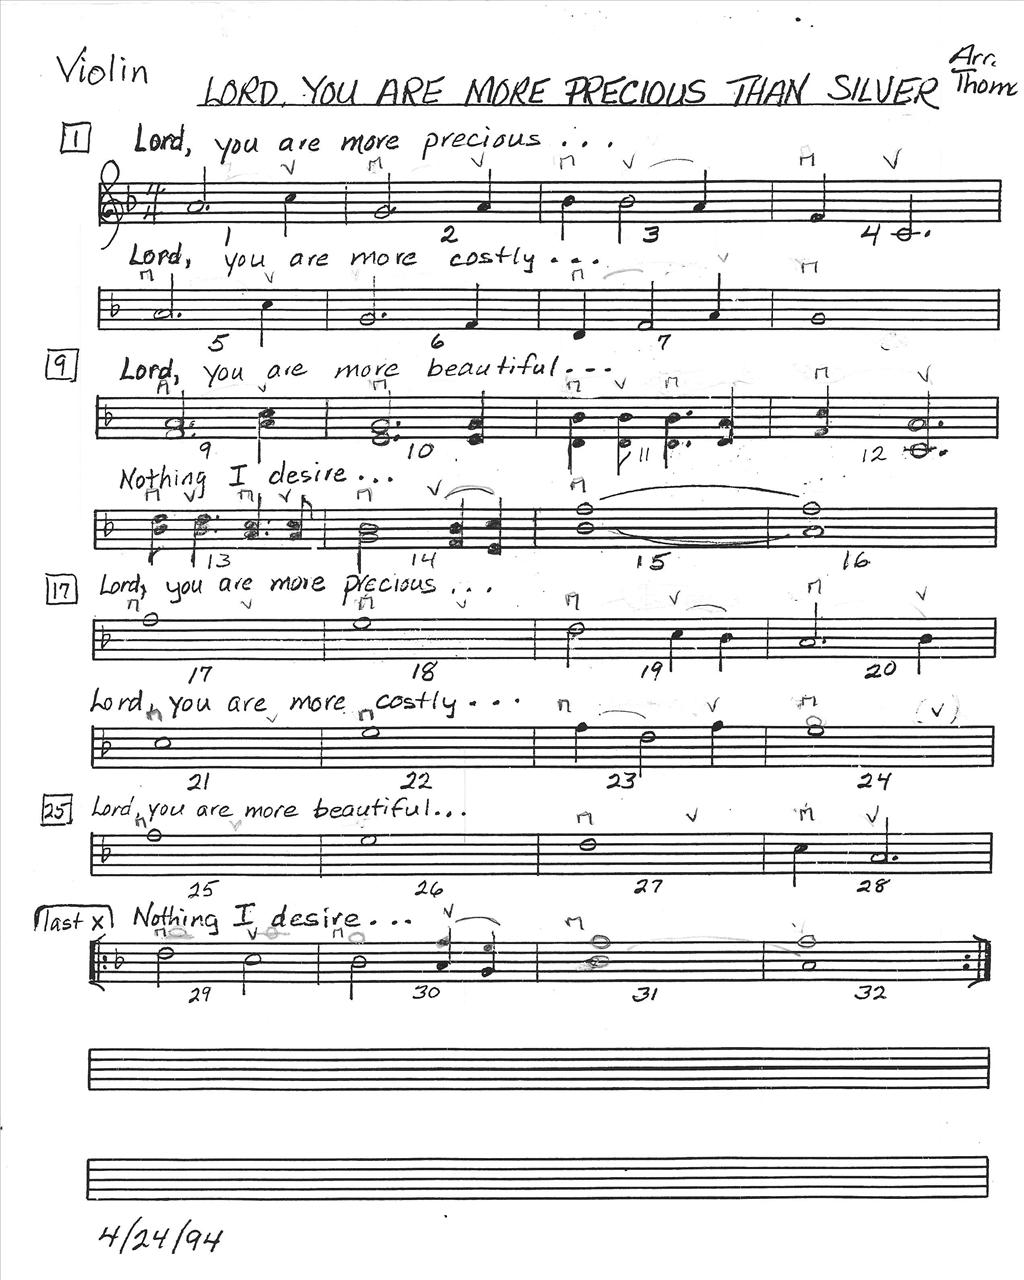 Violin
LORD, YOU ARE MORE PRECIOUS THAN SILVER
Arr.
Thom
1 Lord, you are more precious ...
1 2 3 4
Lord, you are more costly ...
5 6 7
9 Lord, you are more beautiful ...
9 10 11 12
Nothing I desire ...
13 14 15 16
17 Lord, you are more precious ...
17 18 19 20
Lord, you are more costly ...
21 22 23 24
25 Lord, you are more beautiful...
25 26 27 28
last x Nothing I desire ...
29 30 31 32
4/24/94